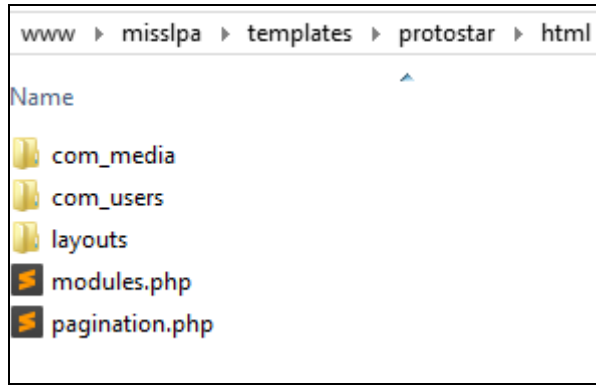 www misslpa templates protostar html
Name
com_media
com_users
layouts
modules.php
pagination.php